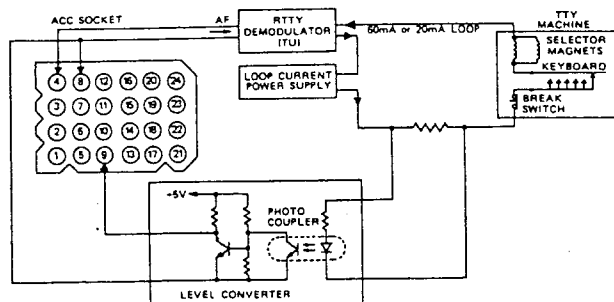 ACC SOCKET
AF
RTTY
DEMODULATOR
(TU)
60mA or 20mA LOOP
TTY
MACHINE
SELECTOR
MAGNETS
KEYBOARD
BREAK
SWITCH
LOOP CURRENT
POWER SUPPLY
4 8 12 16 20 24
3 7 11 15 19 23
2 6 10 14 18 22
1 5 9 13 17 21
+5V
PHOTO
COUPLER
LEVEL CONVERTER